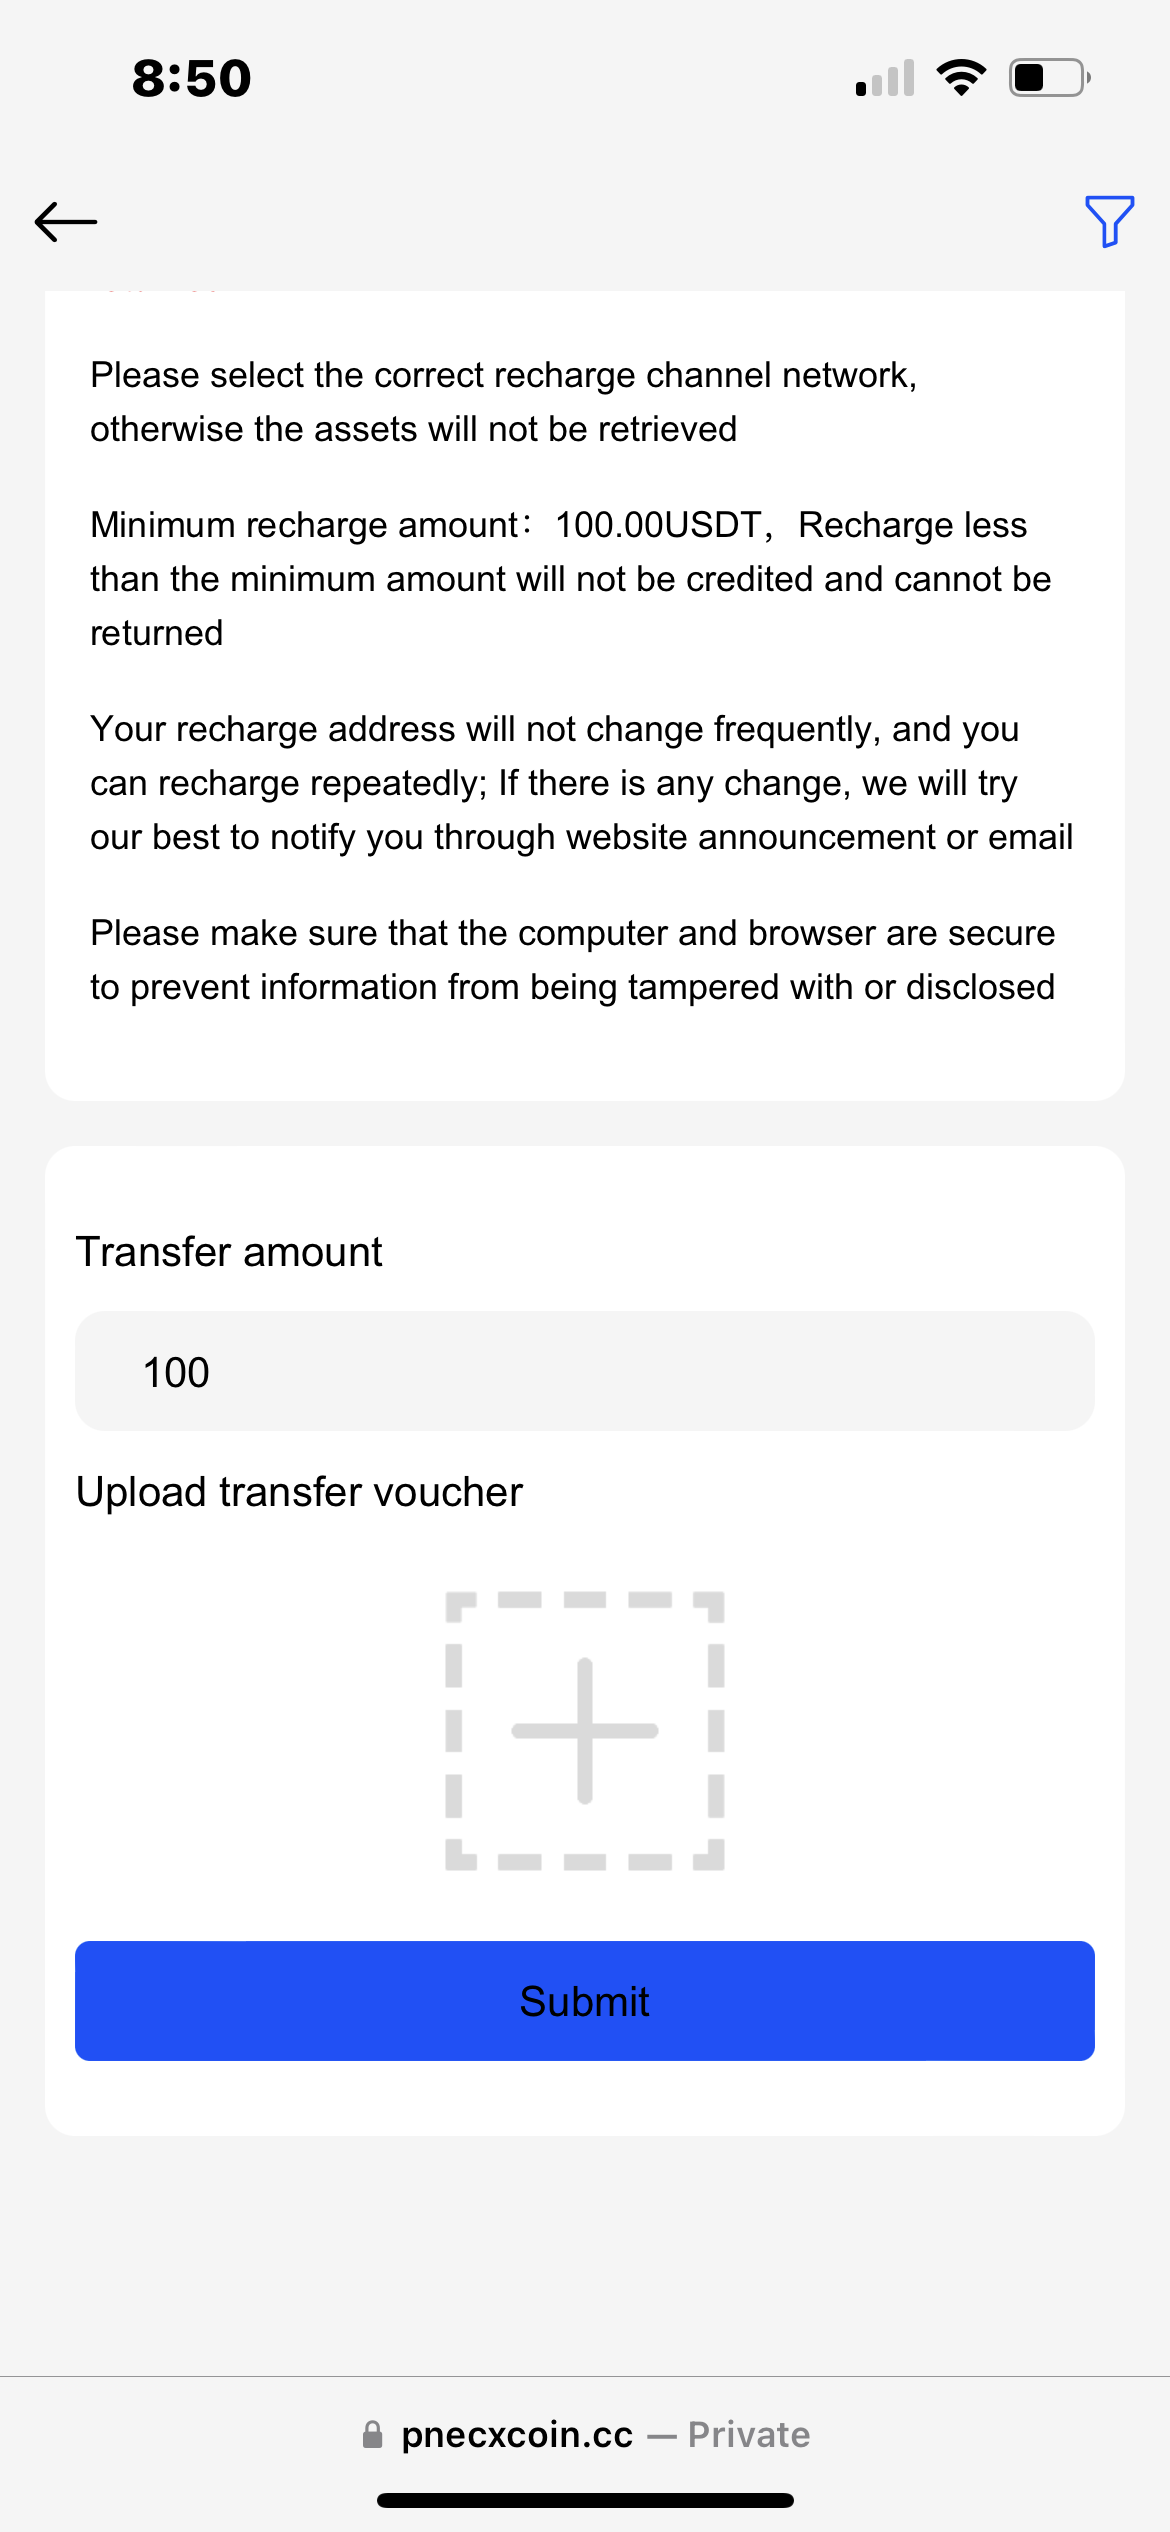 8:50
Please select the correct recharge channel network,
otherwise the assets will not be retrieved
Minimum recharge amount： 100.00USDT，Recharge less
than the minimum amount will not be credited and cannot be
returned
Your recharge address will not change frequently, and you
can recharge repeatedly; If there is any change, we will try
our best to notify you through website announcement or email
Please make sure that the computer and browser are secure
to prevent information from being tampered with or disclosed
Transfer amount
100
Upload transfer voucher
Submit
pnecxcoin.cc — Private